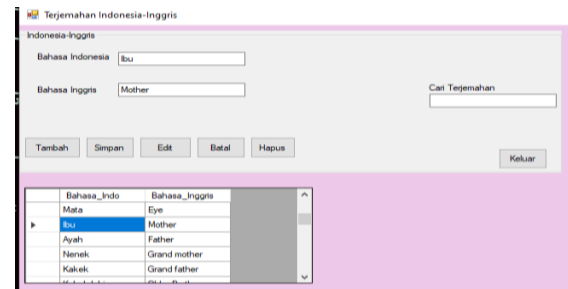 Terjemahan Indonesia-Inggris
Indonesia-Inggris
Bahasa Indonesia Ibu
Bahasa Inggris Mother
Cari Terjemahan
Tambah Simpan Edit Batal Hapus
Keluar
Bahasa_Indo Bahasa_Inggris
Mata Eye
Ibu Mother
Ayah Father
Nenek Grand mother
Kakek Grand father